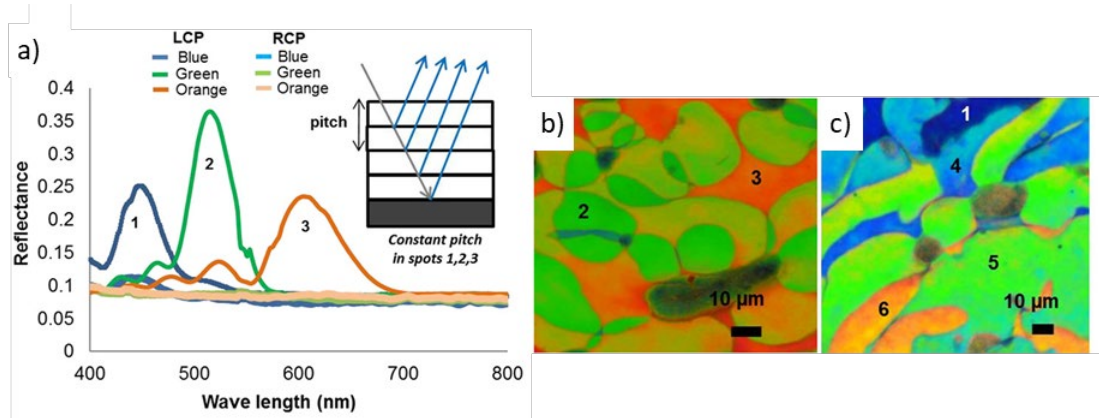 a)
LCP RCP
Blue Blue
Green Green
Orange Orange
0.4
0.35
0.3
0.25
0.2
0.15
0.1
0.05
0
Reflectance
1
2
3
400 500 600 700 800
Wave length (nm)
pitch
Constant pitch
in spots 1,2,3
b)
3
2
10 µm
c)
1
4
5
6
10 µm